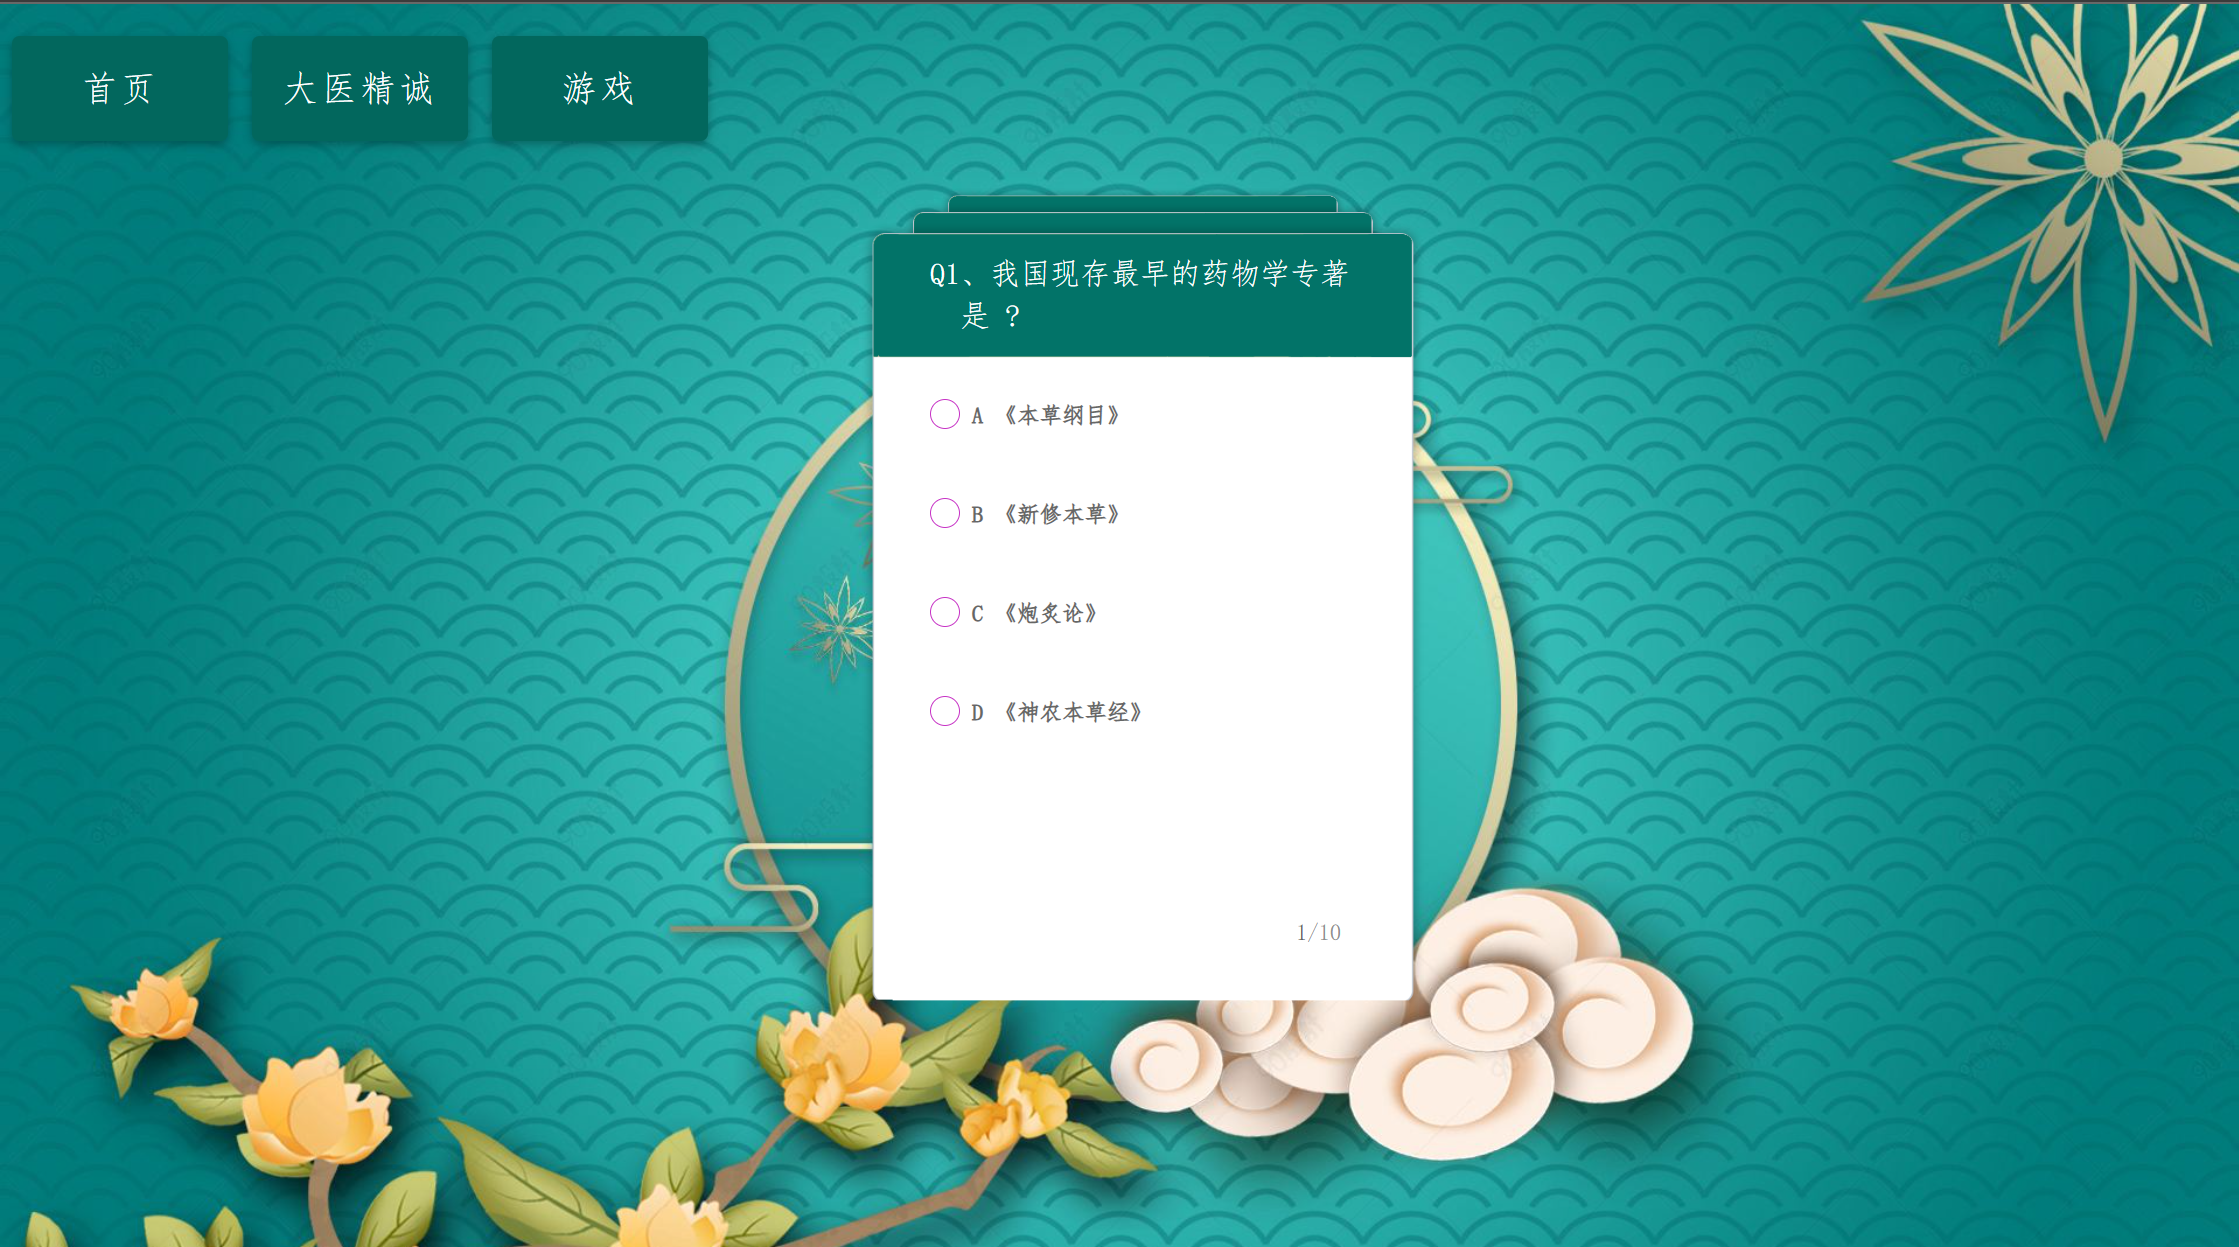 首页
大医精诚
游戏
Q1、我国现存最早的药物学专著
是 ?
A 《本草纲目》
B 《新修本草》
C 《炮炙论》
D 《神农本草经》
1/10